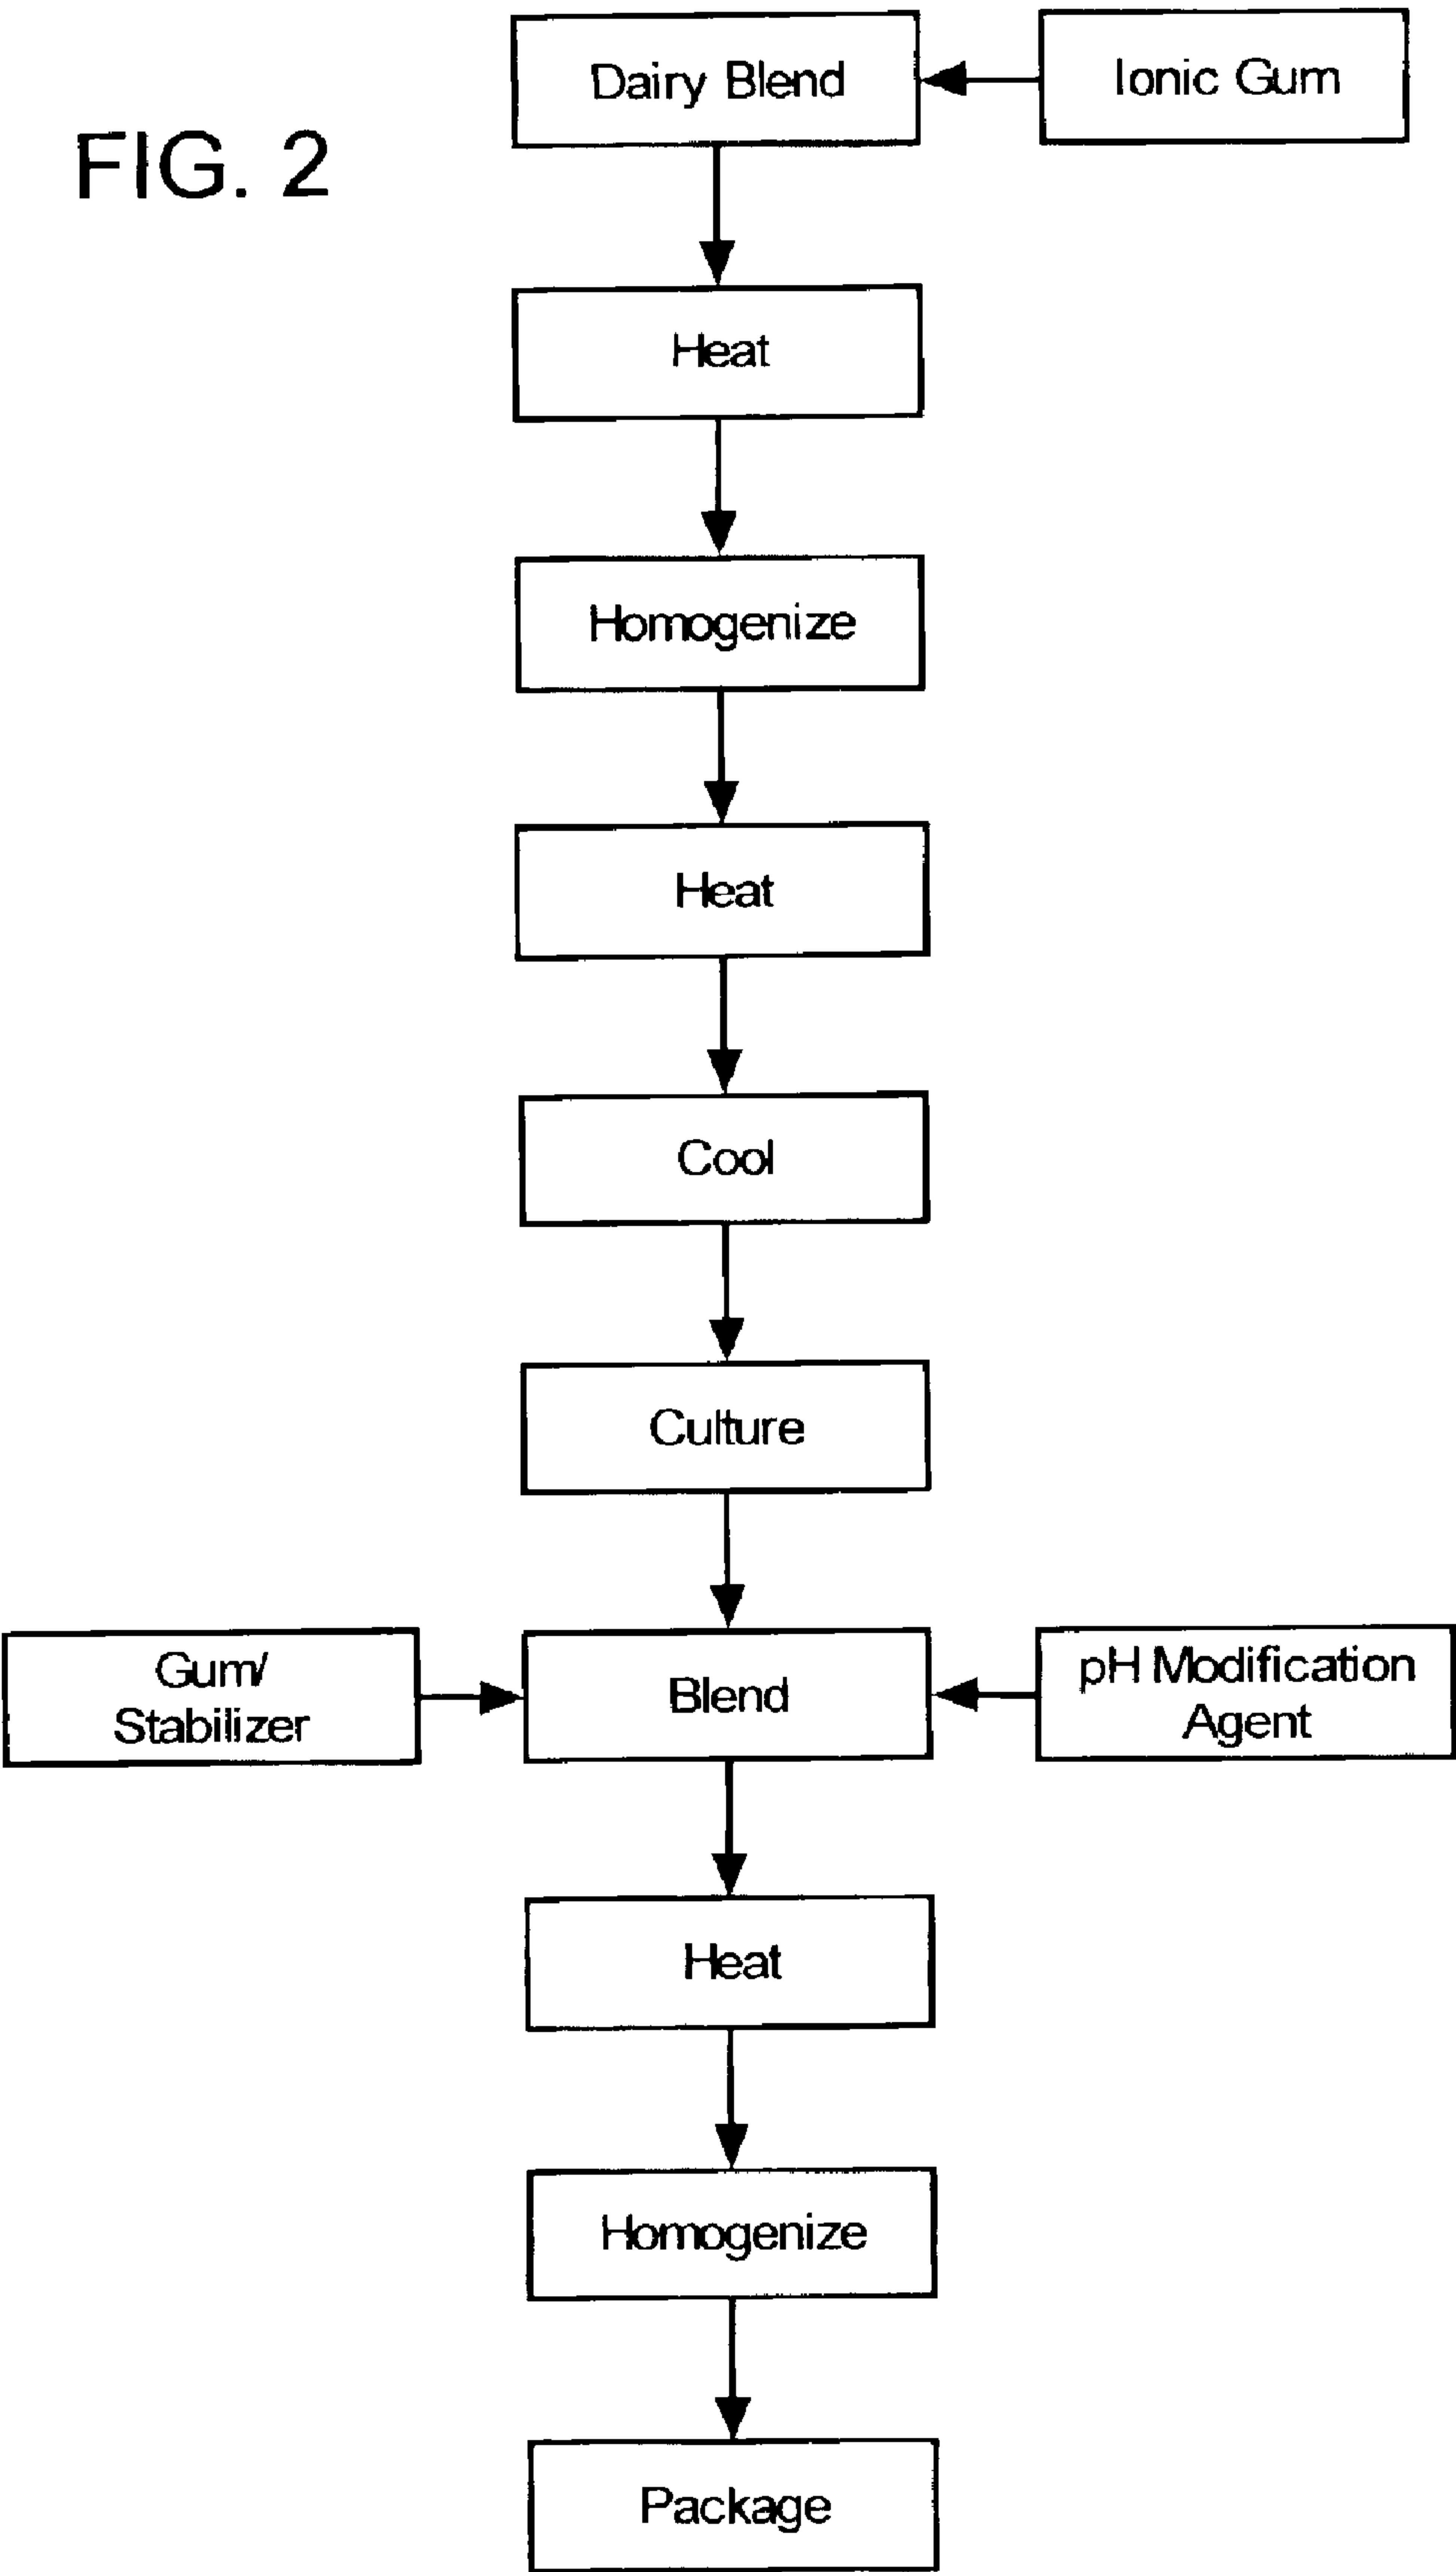 Dairy Blend
Ionic Gum
FIG. 2
Heat
Homogenize
Heat
Cool
Culture
Gum/
Stabilizer
Blend
pH Modification
Agent
Heat
Homogenize
Package